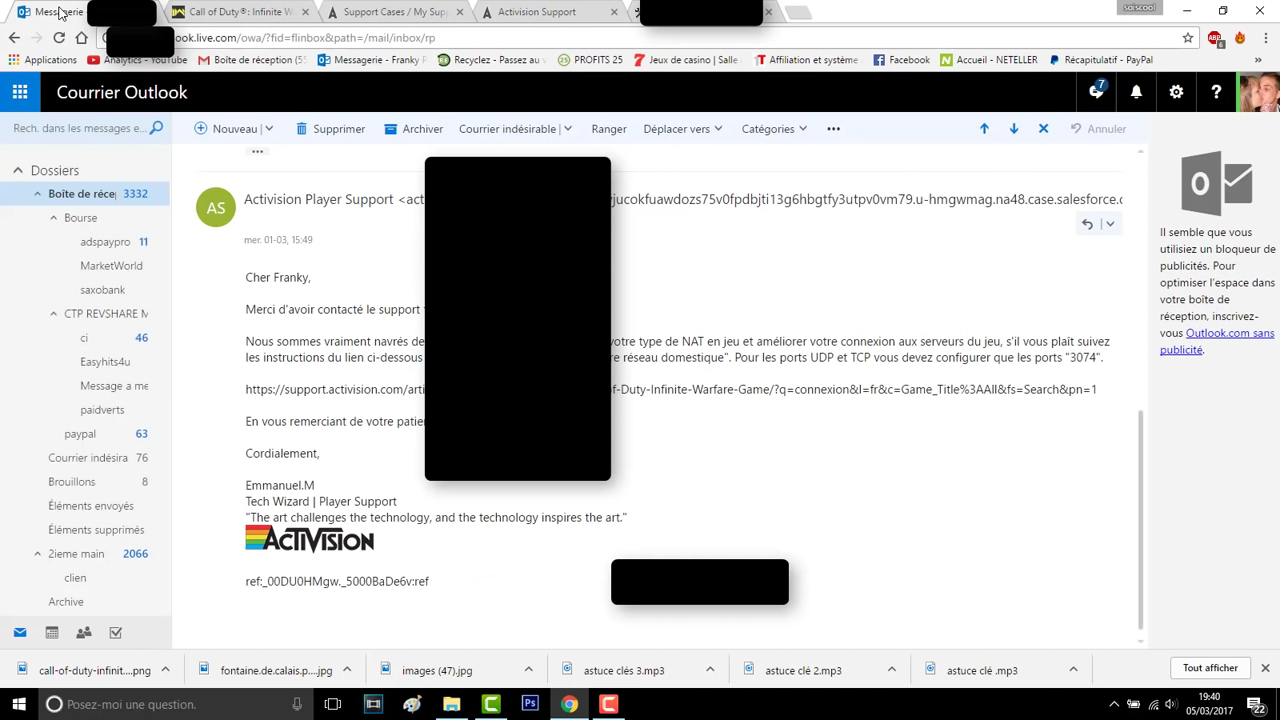 Messagerie
Call of Duty®: Infinite W
Support Cases / My Sup
Activision Support
saiscool
ook.live.com/owa/?fid=flinbox&path=/mail/inbox/rp
Applications
Analytics - YouTube
Boîte de réception (55
Messagerie - Franky F
Recyclez - Passez au v
PROFITS 25
Jeux de casino | Salle
Affiliation et système
Facebook
Accueil - NETELLER
Récapitulatif - PayPal
Courrier Outlook
7
Rech. dans les messages e
Nouveau
Supprimer
Archiver
Courrier indésirable
Ranger
Déplacer vers
Catégories
Annuler
Dossiers
Boîte de réce 3332
Bourse
adspaypro 11
MarketWorld
saxobank
CTP REVSHARE M
ci 46
Easyhits4u
Message a me
paidverts
paypal 63
Courrier indésira 76
Brouillons 8
Éléments envoyés
Éléments supprimés
2ieme main 2066
clien
Archive
AS
Activision Player Support <act jucokfuawdozs75v0fpdbjti13g6hbgtfy3utpv0vm79.u-hmgwmag.na48.case.salesforce.c
mer. 01-03, 15:49
Cher Franky,
Merci d'avoir contacté le support
Nous sommes vraiment navrés de votre type de NAT en jeu et améliorer votre connexion aux serveurs du jeu, s'il vous plaît suivez
les instructions du lien ci-dessous re réseau domestique". Pour les ports UDP et TCP vous devez configurer que les ports "3074".
https://support.activision.com/arti of-Duty-Infinite-Warfare-Game/?q=connexion&l=fr&c=Game_Title%3AAll&fs=Search&pn=1
En vous remerciant de votre patie
Cordialement,
Emmanuel.M
Tech Wizard | Player Support
"The art challenges the technology, and the technology inspires the art."
ACTIVISION
ref:_00DU0HMgw._5000BaDe6v:ref
Il semble que vous
utilisiez un bloqueur de
publicités. Pour
optimiser l'espace dans
votre boîte de
réception, inscrivez-
vous Outlook.com sans
publicité.
call-of-duty-infinit....png
fontaine.de.calais.p....jpg
images (47).jpg
astuce clés 3.mp3
astuce clé 2.mp3
astuce clé .mp3
Tout afficher
Posez-moi une question.
19:40
05/03/2017
22